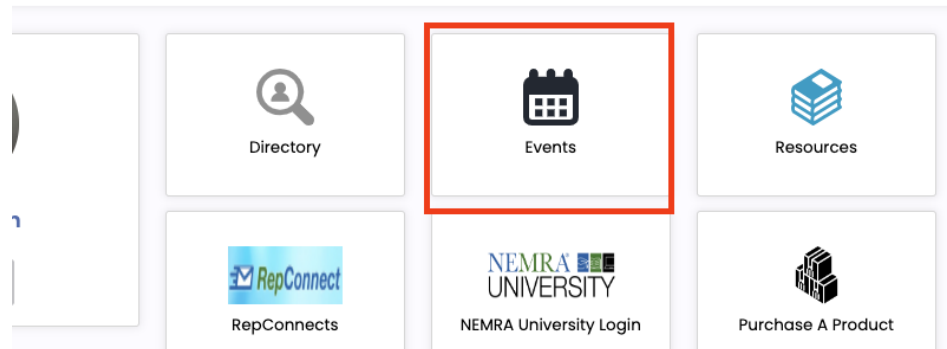 Directory
Events
Resources
n
RepConnect
RepConnects
NEMRA
UNIVERSITY
NEMRA University Login
Purchase A Product